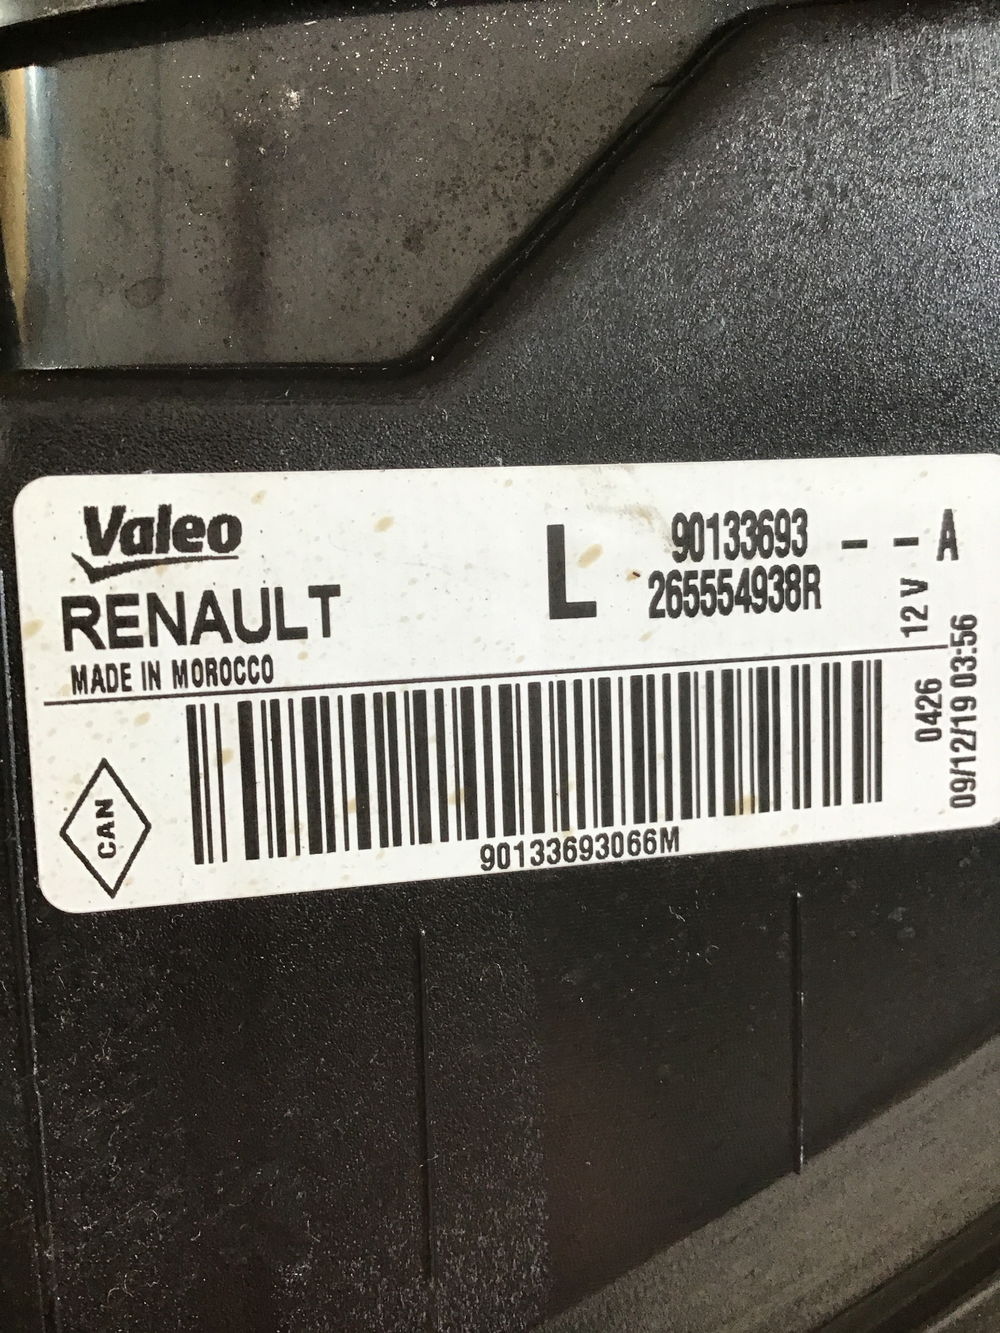 Valeo
RENAULT
MADE IN MOROCCO
L
90133693 - - A
265554938R
12 V
0426
09/12/19 03:56
CAN
90133693066M